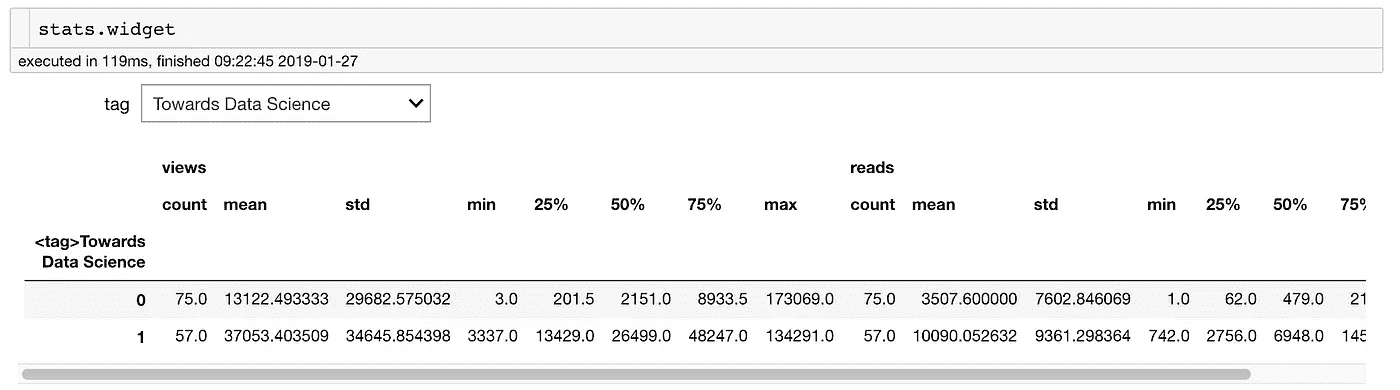 stats.widget
executed in 119ms, finished 09:22:45 2019-01-27
tag Towards Data Science
views reads
count mean std min 25% 50% 75% max count mean std min 25% 50% 75%
<tag>Towards
Data Science
0 75.0 13122.493333 29682.575032 3.0 201.5 2151.0 8933.5 173069.0 75.0 3507.600000 7602.846069 1.0 62.0 479.0 21
1 57.0 37053.403509 34645.854398 3337.0 13429.0 26499.0 48247.0 134291.0 57.0 10090.052632 9361.298364 742.0 2756.0 6948.0 145